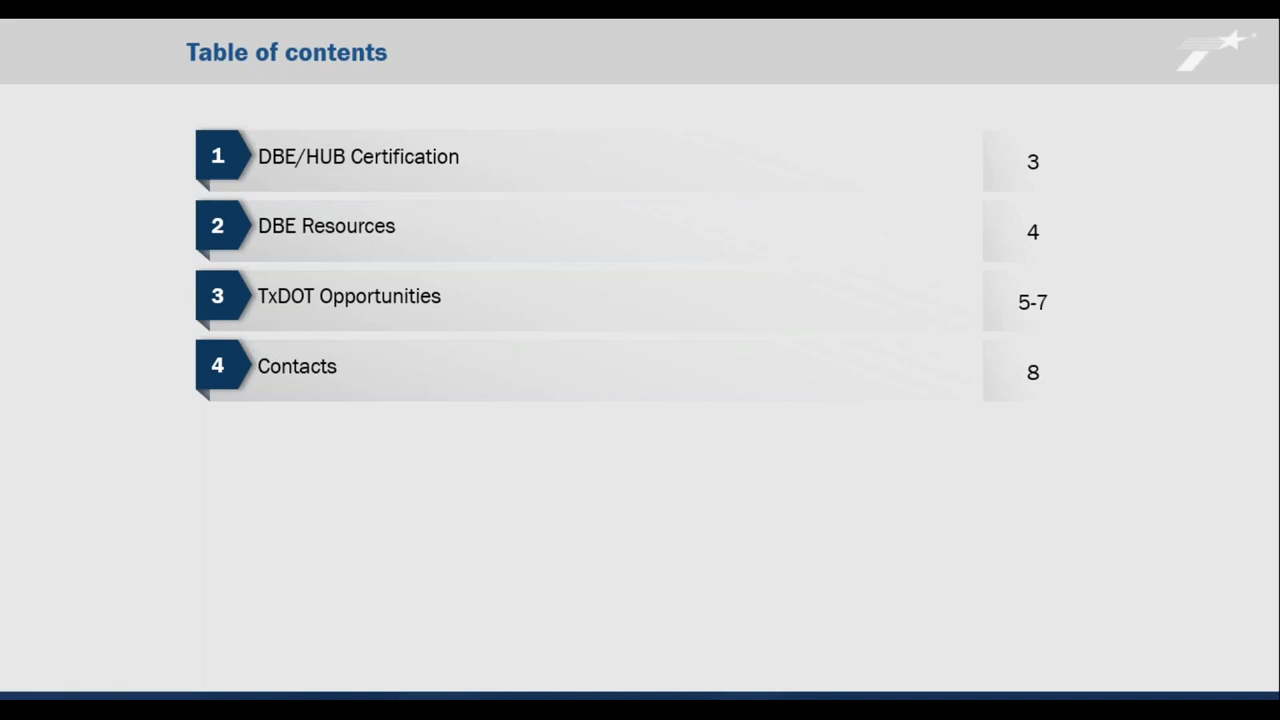 Table of contents
1 DBE/HUB Certification 3
2 DBE Resources 4
3 TxDOT Opportunities 5-7
4 Contacts 8